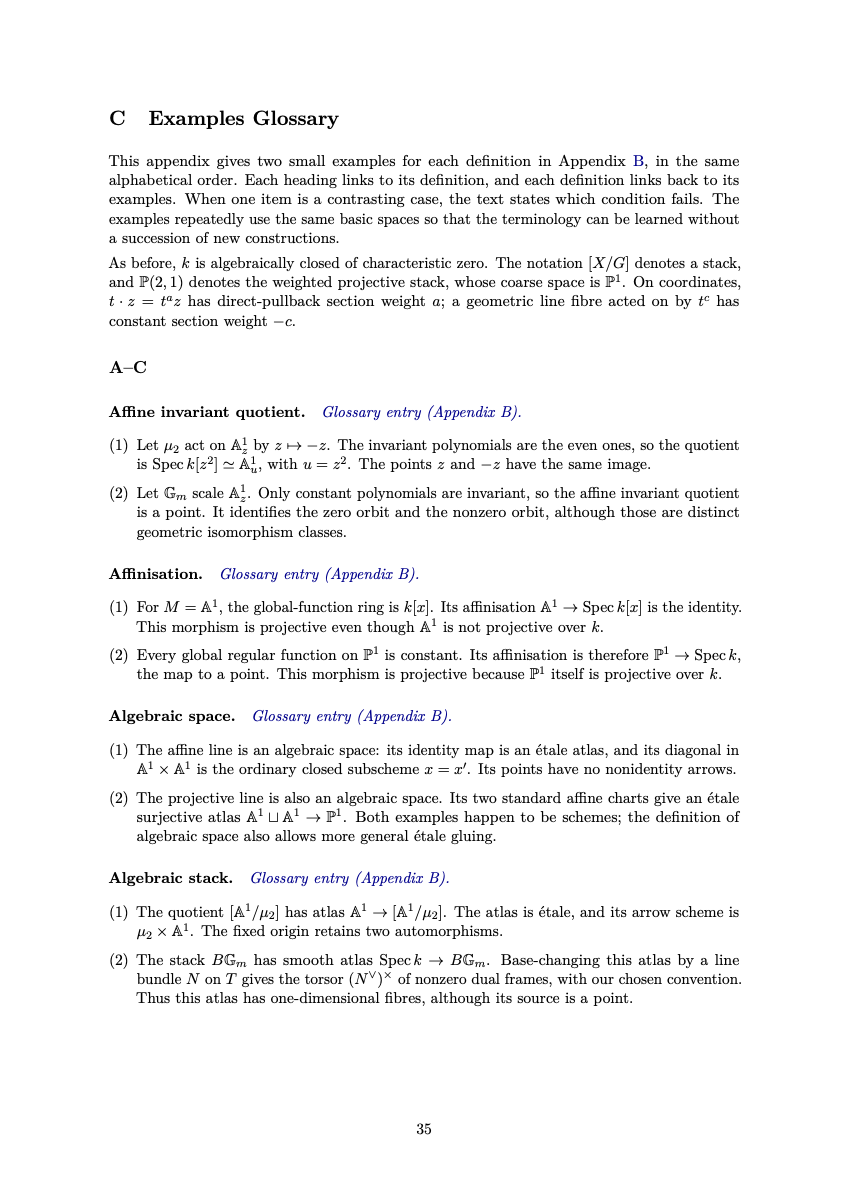 C Examples Glossary
This appendix gives two small examples for each definition in Appendix B, in the same
alphabetical order. Each heading links to its definition, and each definition links back to its
examples. When one item is a contrasting case, the text states which condition fails. The
examples repeatedly use the same basic spaces so that the terminology can be learned without
a succession of new constructions.
As before, k is algebraically closed of characteristic zero. The notation [X/G] denotes a stack,
and ℙ(2, 1) denotes the weighted projective stack, whose coarse space is ℙ¹. On coordinates,
t · z = tᵃz has direct-pullback section weight a; a geometric line fibre acted on by tᶜ has
constant section weight −c.
A–C
Affine invariant quotient. Glossary entry (Appendix B).
(1) Let μ₂ act on 𝔸¹_z by z ↦ −z. The invariant polynomials are the even ones, so the quotient
is Spec k[z²] ≃ 𝔸¹_u, with u = z². The points z and −z have the same image.
(2) Let 𝔾ₘ scale 𝔸¹_z. Only constant polynomials are invariant, so the affine invariant quotient
is a point. It identifies the zero orbit and the nonzero orbit, although those are distinct
geometric isomorphism classes.
Affinisation. Glossary entry (Appendix B).
(1) For M = 𝔸¹, the global-function ring is k[x]. Its affinisation 𝔸¹ → Spec k[x] is the identity.
This morphism is projective even though 𝔸¹ is not projective over k.
(2) Every global regular function on ℙ¹ is constant. Its affinisation is therefore ℙ¹ → Spec k,
the map to a point. This morphism is projective because ℙ¹ itself is projective over k.
Algebraic space. Glossary entry (Appendix B).
(1) The affine line is an algebraic space: its identity map is an étale atlas, and its diagonal in
𝔸¹ × 𝔸¹ is the ordinary closed subscheme x = x′. Its points have no nonidentity arrows.
(2) The projective line is also an algebraic space. Its two standard affine charts give an étale
surjective atlas 𝔸¹ ⊔ 𝔸¹ → ℙ¹. Both examples happen to be schemes; the definition of
algebraic space also allows more general étale gluing.
Algebraic stack. Glossary entry (Appendix B).
(1) The quotient [𝔸¹/μ₂] has atlas 𝔸¹ → [𝔸¹/μ₂]. The atlas is étale, and its arrow scheme is
μ₂ × 𝔸¹. The fixed origin retains two automorphisms.
(2) The stack B𝔾ₘ has smooth atlas Spec k → B𝔾ₘ. Base-changing this atlas by a line
bundle N on T gives the torsor (N^∨)^× of nonzero dual frames, with our chosen convention.
Thus this atlas has one-dimensional fibres, although its source is a point.
35